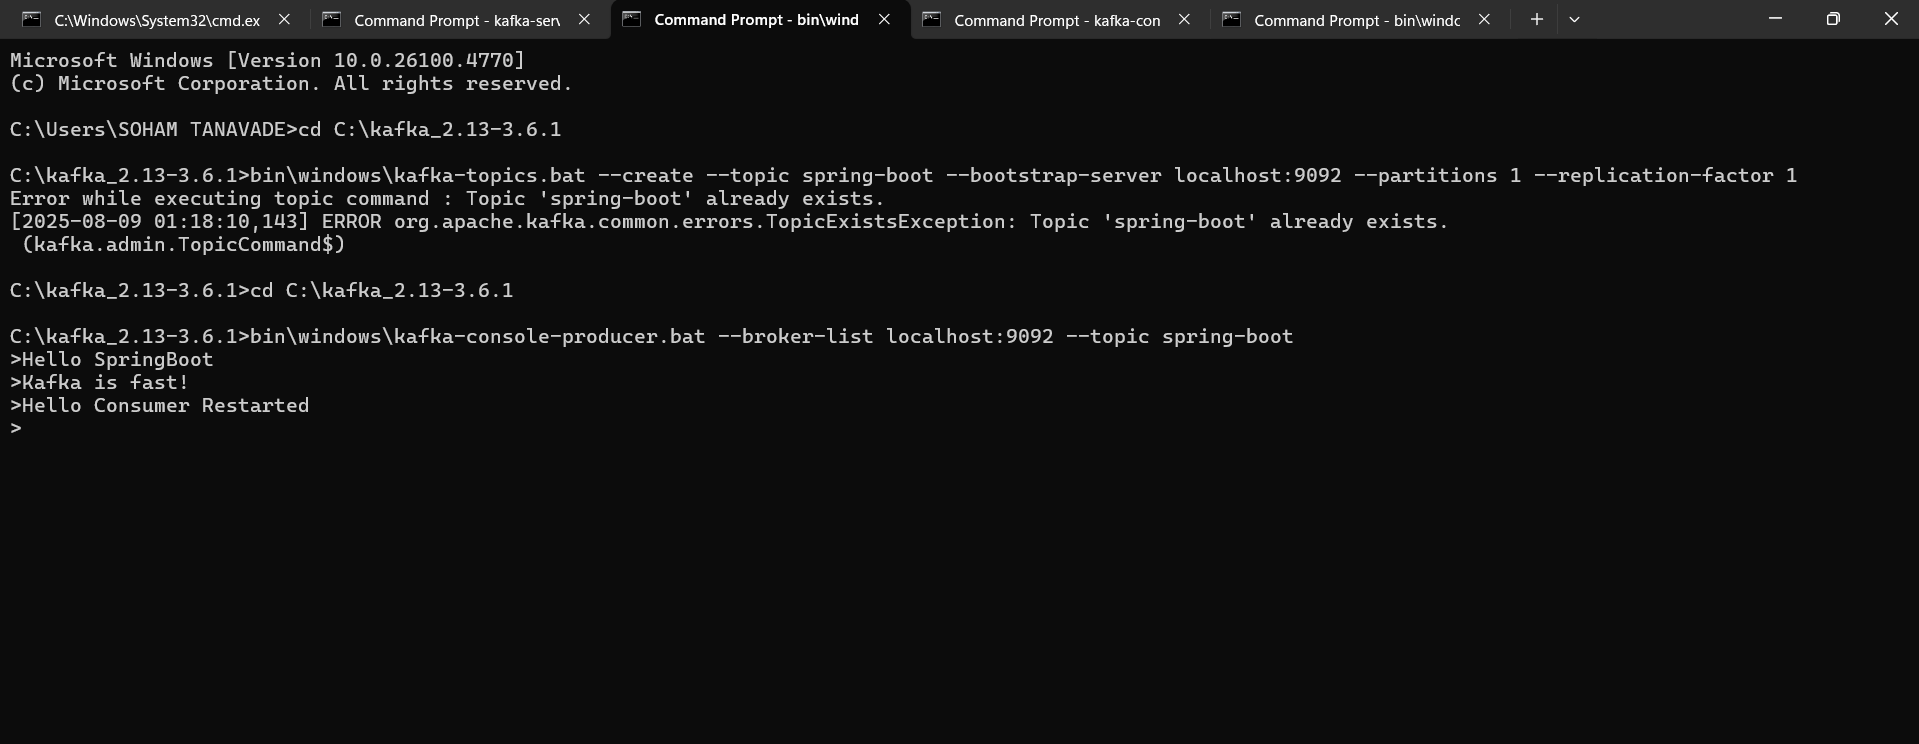 C:\Windows\System32\cmd.ex
Command Prompt - kafka-serv
Command Prompt - bin\wind
Command Prompt - kafka-con
Command Prompt - bin\windo
Microsoft Windows [Version 10.0.26100.4770]
(c) Microsoft Corporation. All rights reserved.
C:\Users\SOHAM TANAVADE>cd C:\kafka_2.13-3.6.1
C:\kafka_2.13-3.6.1>bin\windows\kafka-topics.bat --create --topic spring-boot --bootstrap-server localhost:9092 --partitions 1 --replication-factor 1
Error while executing topic command : Topic 'spring-boot' already exists.
[2025-08-09 01:18:10,143] ERROR org.apache.kafka.common.errors.TopicExistsException: Topic 'spring-boot' already exists.
(kafka.admin.TopicCommand$)
C:\kafka_2.13-3.6.1>cd C:\kafka_2.13-3.6.1
C:\kafka_2.13-3.6.1>bin\windows\kafka-console-producer.bat --broker-list localhost:9092 --topic spring-boot
>Hello SpringBoot
>Kafka is fast!
>Hello Consumer Restarted
>